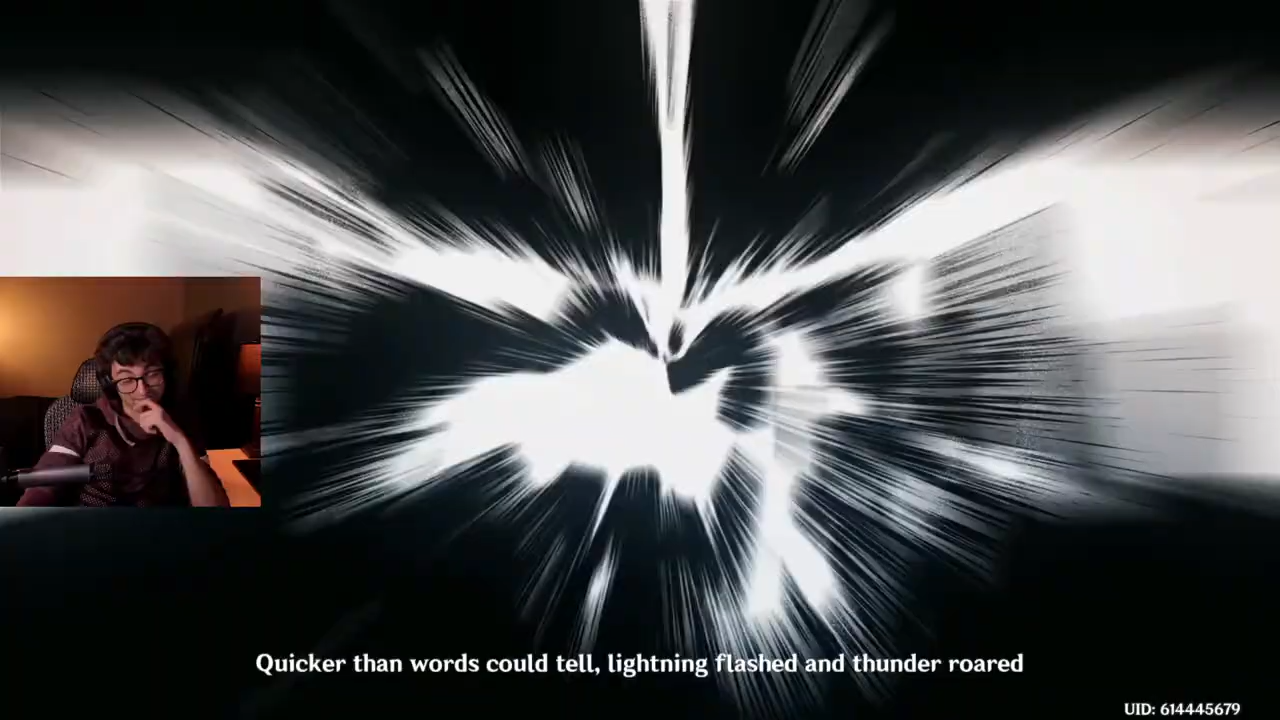 Quicker than words could tell, lightning flashed and thunder roared
UID: 614445679